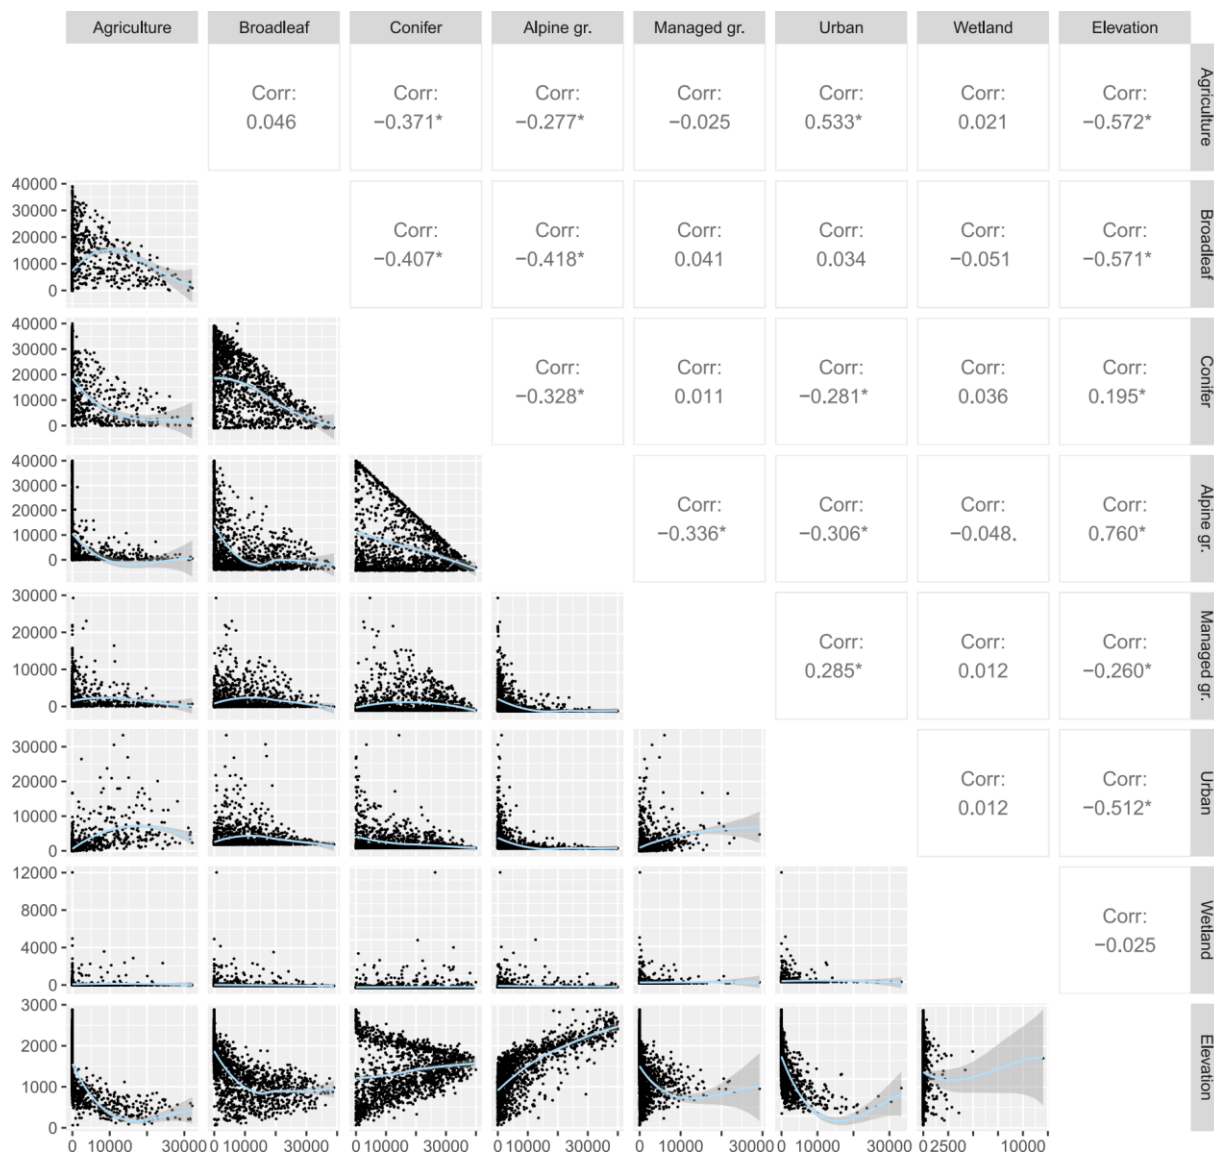 Agriculture Broadleaf Conifer Alpine gr. Managed gr. Urban Wetland Elevation
Corr: Corr: Corr: Corr: Corr: Corr: Corr:
0.046 −0.371* −0.277* −0.025 0.533* 0.021 −0.572*
Agriculture
40000
30000
20000
10000
0
Corr: Corr: Corr: Corr: Corr: Corr:
−0.407* −0.418* 0.041 0.034 −0.051 −0.571*
Broadleaf
40000
30000
20000
10000
0
Corr: Corr: Corr: Corr: Corr:
−0.328* 0.011 −0.281* 0.036 0.195*
Conifer
40000
30000
20000
10000
0
Corr: Corr: Corr: Corr:
−0.336* −0.306* −0.048. 0.760*
Alpine gr.
30000
20000
10000
0
Corr: Corr: Corr:
0.285* 0.012 −0.260*
Managed gr.
30000
20000
10000
0
Corr: Corr:
0.012 −0.512*
Urban
12000
8000
4000
0
Corr:
−0.025
Wetland
3000
2000
1000
0
Elevation
0 10000 30000 0 10000 30000 0 10000 30000 0 10000 30000 0 10000 30000 0 10000 30000 0 2500 10000